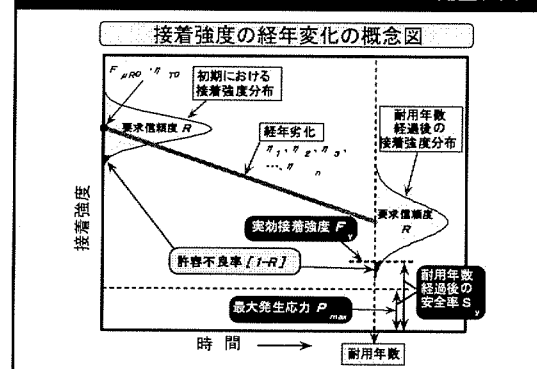 接着強度の経年変化の概念図
F μR0 ・η T0
初期における
接着強度分布
要求信頼度 R
経年劣化
η 1、η 2、η 3、
…、η n
耐用年数
経過後の
接着強度分布
要求信頼度
R
接着強度
実効接着強度 F y
許容不良率 [1-R]
最大発生応力 P max
耐用年数
経過後の
安全率 S y
時 間
耐用年数